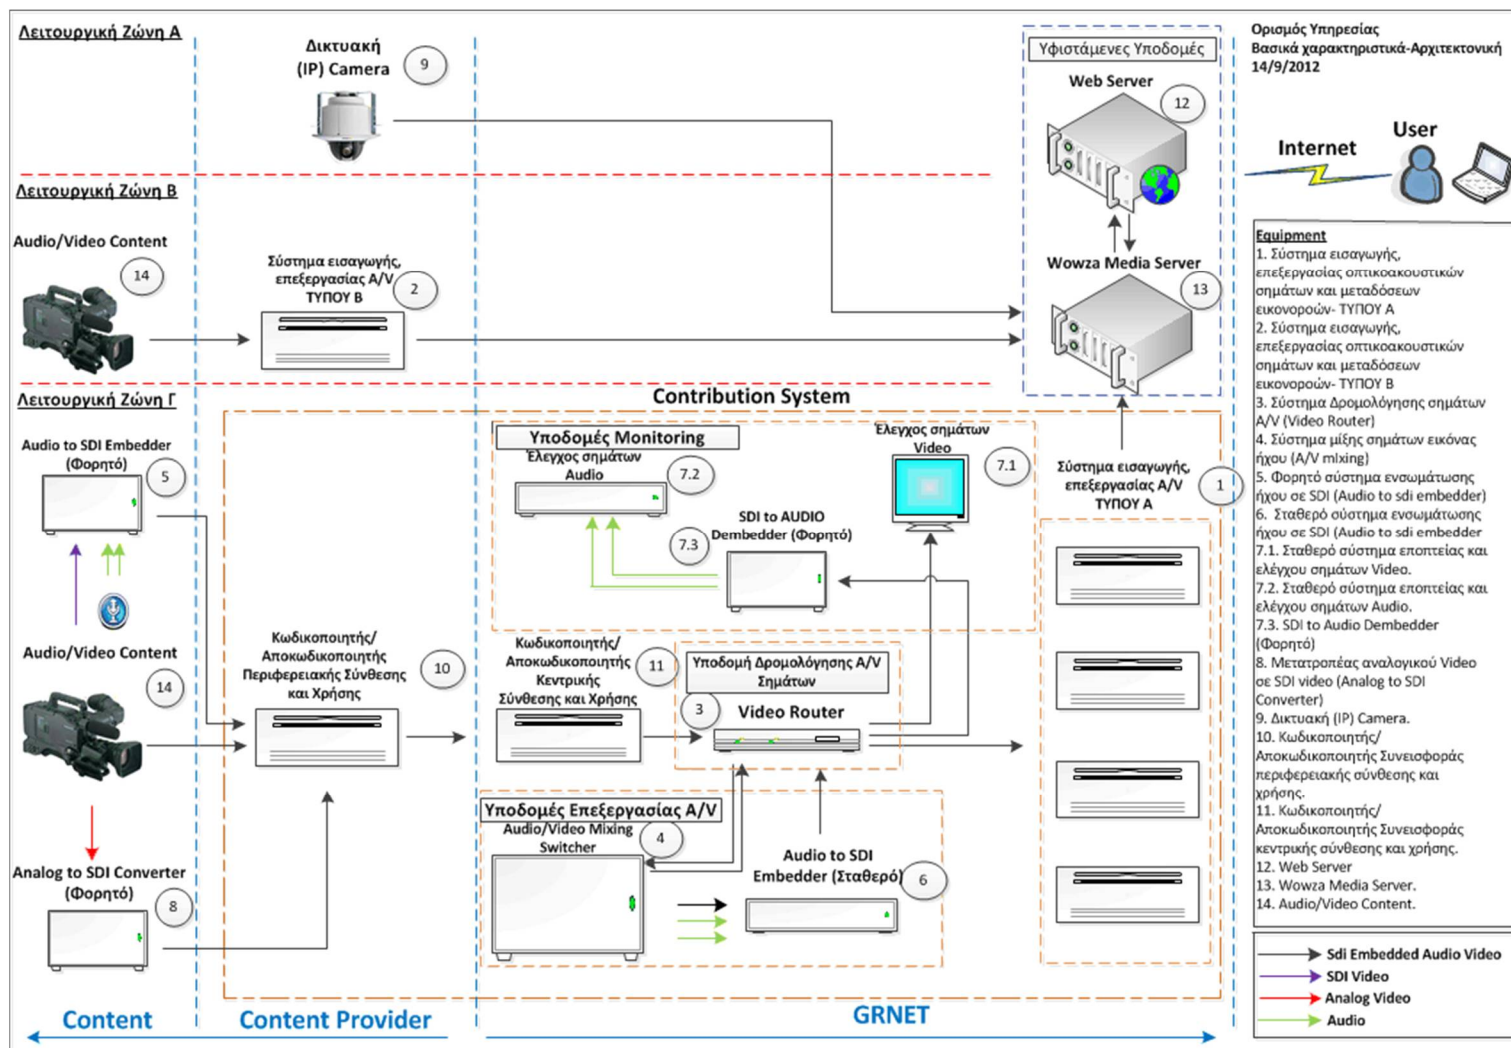 Λειτουργική Ζώνη Α
Δικτυακή
(IP) Camera
9
Υφιστάμενες Υποδομές
Web Server
12
Ορισμός Υπηρεσίας
Βασικά χαρακτηριστικά-Αρχιτεκτονική
14/9/2012
Internet
User
Λειτουργική Ζώνη Β
Audio/Video Content
14
Σύστημα εισαγωγής,
επεξεργασίας A/V
ΤΥΠΟΥ Β
2
Wowza Media Server
13
Λειτουργική Ζώνη Γ
Contribution System
Audio to SDI Embedder
(Φορητό)
5
Υποδομές Monitoring
Έλεγχος σημάτων
Audio
7.2
Έλεγχος σημάτων
Video
7.1
SDI to AUDIO
Dembedder (Φορητό)
7.3
Σύστημα εισαγωγής,
επεξεργασίας A/V
ΤΥΠΟΥ Α
1
Audio/Video Content
14
Κωδικοποιητής/
Αποκωδικοποιητής
Περιφερειακής Σύνθεσης
και Χρήσης
10
Κωδικοποιητής/
Αποκωδικοποιητής
Κεντρικής
Σύνθεσης και Χρήσης
11
Υποδομή Δρομολόγησης A/V
Σημάτων
3
Video Router
Υποδομές Επεξεργασίας A/V
Audio/Video Mixing
Switcher
4
Audio to SDI
Embedder (Σταθερό)
6
Analog to SDI Converter
(Φορητό)
8
Content
Content Provider
GRNET
Equipment
1. Σύστημα εισαγωγής,
επεξεργασίας οπτικοακουστικών
σημάτων και μεταδόσεων
εικονοροών- ΤΥΠΟΥ Α
2. Σύστημα εισαγωγής,
επεξεργασίας οπτικοακουστικών
σημάτων και μεταδόσεων
εικονοροών- ΤΥΠΟΥ Β
3. Σύστημα Δρομολόγησης σημάτων
A/V (Video Router)
4. Σύστημα μίξης σημάτων εικόνας
ήχου (A/V mIxing)
5. Φορητό σύστημα ενσωμάτωσης
ήχου σε SDI (Audio to sdi embedder)
6. Σταθερό σύστημα ενσωμάτωσης
ήχου σε SDI (Audio to sdi embedder
7.1. Σταθερό σύστημα εποπτείας και
ελέγχου σημάτων Video.
7.2. Σταθερό σύστημα εποπτείας και
ελέγχου σημάτων Audio.
7.3. SDI to Audio Dembedder
(Φορητό)
8. Μετατροπέας αναλογικού Video
σε SDI video (Analog to SDI
Converter)
9. Δικτυακή (IP) Camera.
10. Κωδικοποιητής/
Αποκωδικοποιητής Συνεισφοράς
περιφερειακής σύνθεσης και
χρήσης.
11. Κωδικοποιητής/
Αποκωδικοποιητής Συνεισφοράς
κεντρικής σύνθεσης και χρήσης.
12. Web Server
13. Wowza Media Server.
14. Audio/Video Content.
Sdi Embedded Audio Video
SDI Video
Analog Video
Audio